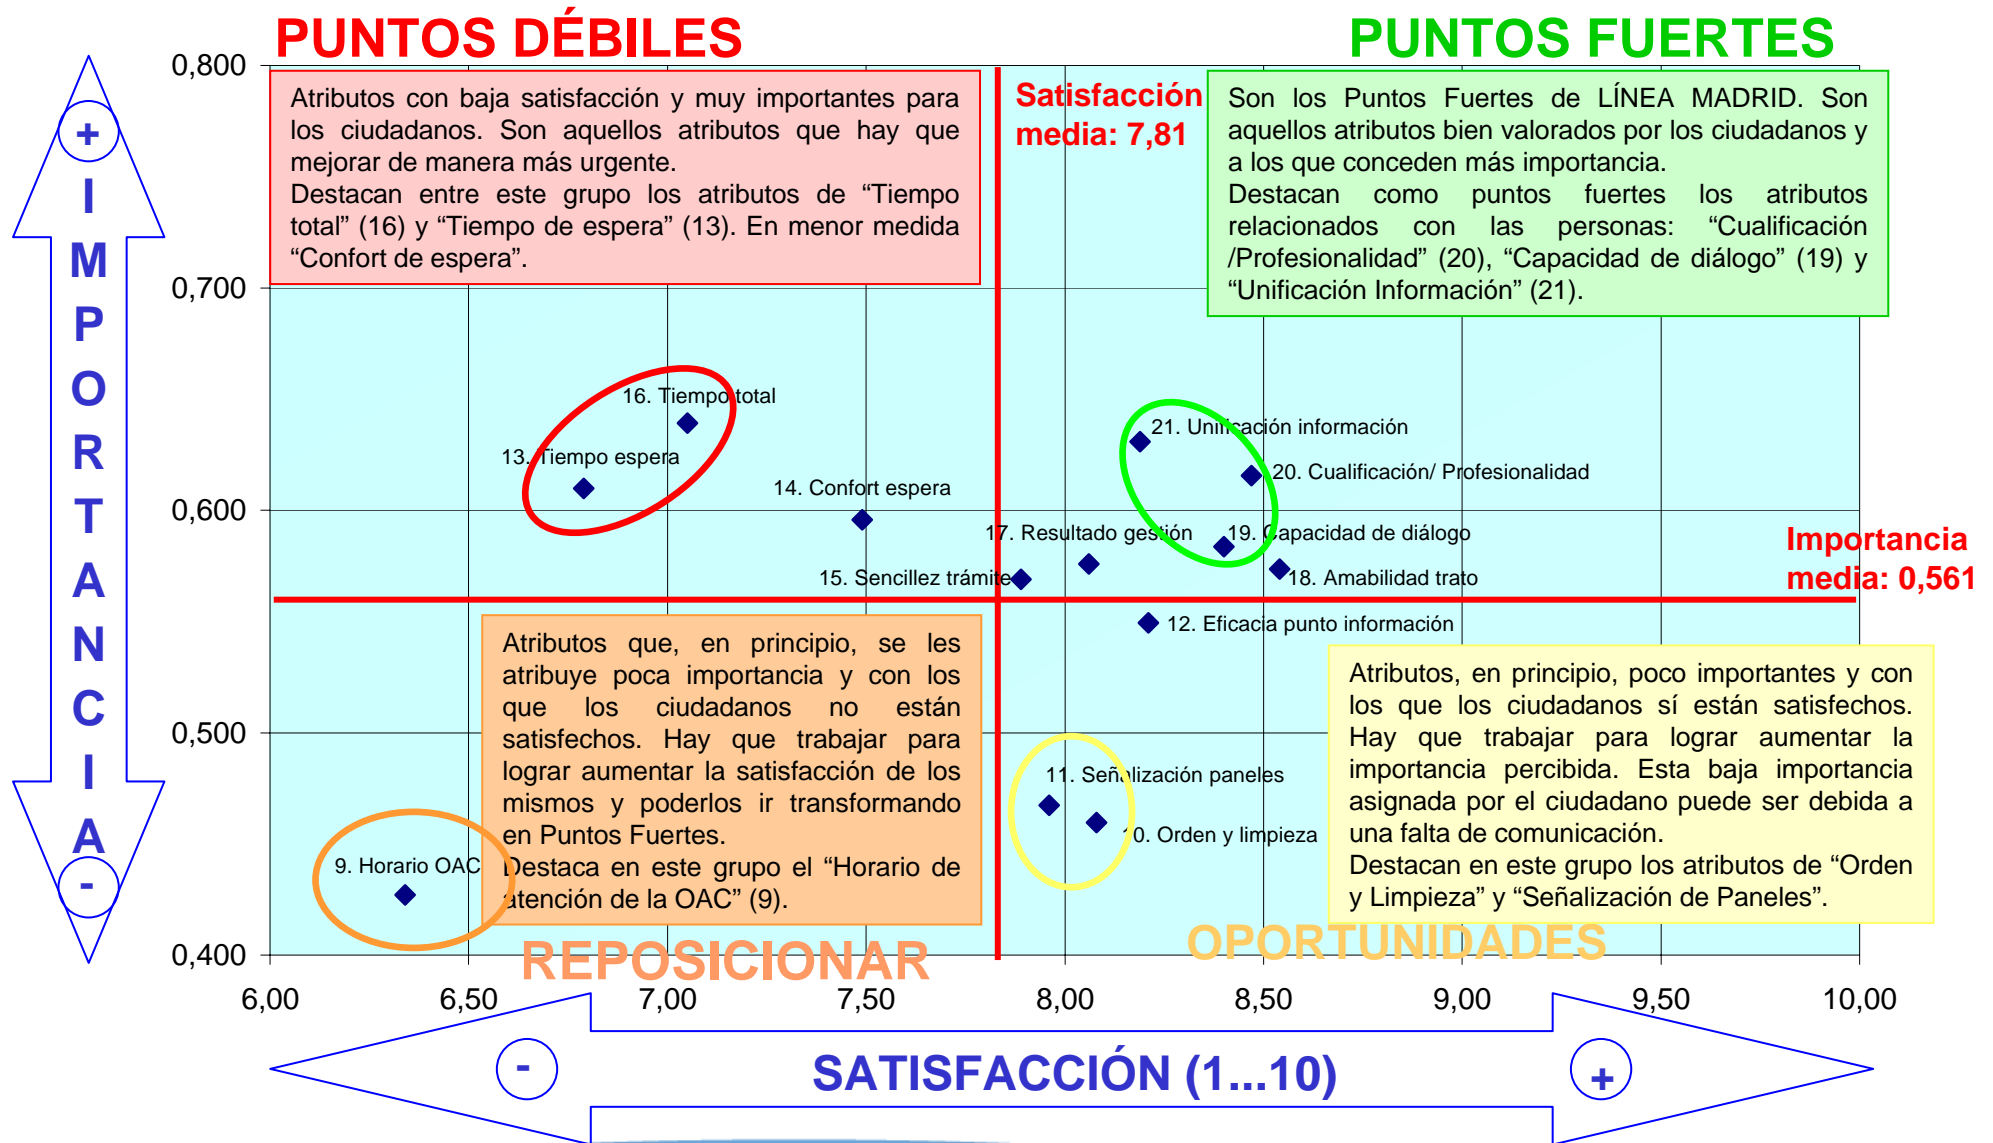 PUNTOS DÉBILES
PUNTOS FUERTES
0,800
0,700
0,600
0,500
0,400
+
I
M
P
O
R
T
A
N
C
I
A
-
Atributos con baja satisfacción y muy importantes para
los ciudadanos. Son aquellos atributos que hay que
mejorar de manera más urgente.
Destacan entre este grupo los atributos de “Tiempo
total” (16) y “Tiempo de espera” (13). En menor medida
“Confort de espera”.
Satisfacción
media: 7,81
Son los Puntos Fuertes de LÍNEA MADRID. Son
aquellos atributos bien valorados por los ciudadanos y
a los que conceden más importancia.
Destacan como puntos fuertes los atributos
relacionados con las personas: “Cualificación
/Profesionalidad” (20), “Capacidad de diálogo” (19) y
“Unificación Información” (21).
16. Tiempo total
13. Tiempo espera
14. Confort espera
21. Unificación información
20. Cualificación/ Profesionalidad
17. Resultado gestión
19. Capacidad de diálogo
15. Sencillez trámite
18. Amabilidad trato
Importancia
media: 0,561
12. Eficacia punto información
Atributos que, en principio, se les
atribuye poca importancia y con los
que los ciudadanos no están
satisfechos. Hay que trabajar para
lograr aumentar la satisfacción de los
mismos y poderlos ir transformando
en Puntos Fuertes.
Destaca en este grupo el “Horario de
atención de la OAC” (9).
Atributos, en principio, poco importantes y con
los que los ciudadanos sí están satisfechos.
Hay que trabajar para lograr aumentar la
importancia percibida. Esta baja importancia
asignada por el ciudadano puede ser debida a
una falta de comunicación.
Destacan en este grupo los atributos de “Orden
y Limpieza” y “Señalización de Paneles”.
11. Señalización paneles
10. Orden y limpieza
9. Horario OAC
REPOSICIONAR
OPORTUNIDADES
6,00
6,50
7,00
7,50
8,00
8,50
9,00
9,50
10,00
-
SATISFACCIÓN (1...10)
+